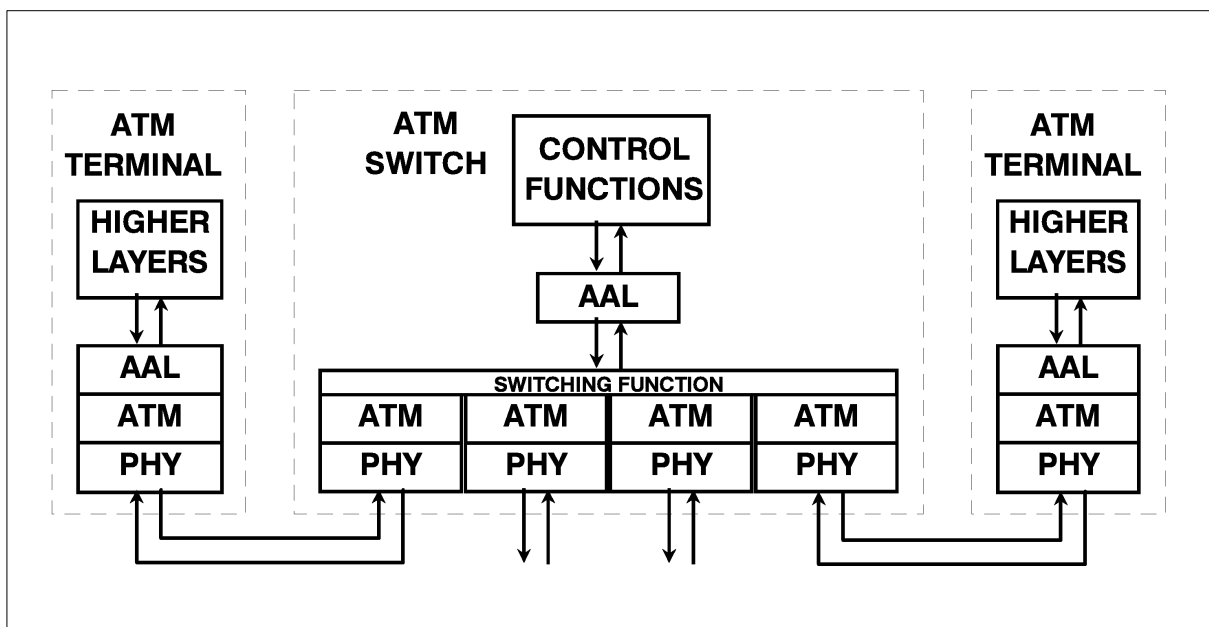 ATM
TERMINAL
HIGHER
LAYERS
AAL
ATM
PHY
ATM
SWITCH
CONTROL
FUNCTIONS
AAL
SWITCHING FUNCTION
ATM
ATM
ATM
ATM
PHY
PHY
PHY
PHY
ATM
TERMINAL
HIGHER
LAYERS
AAL
ATM
PHY